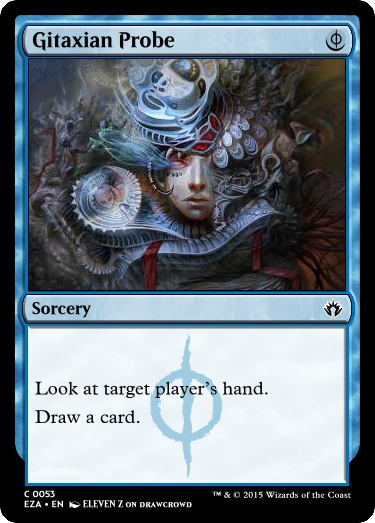 Gitaxian Probe
Sorcery
Look at target player's hand.
Draw a card.
C 0053
EZA • EN ELEVEN Z ON DRAWCROWD
™ & © 2015 Wizards of the Coast